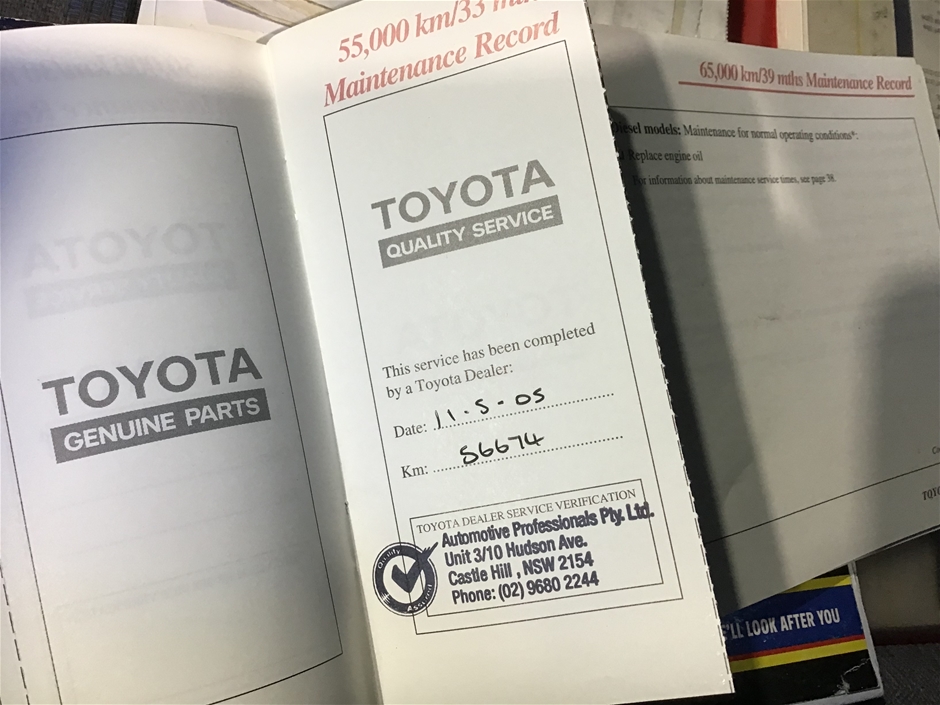 TOYOTA
GENUINE PARTS
55,000 km/33
Maintenance Record
TOYOTA
QUALITY SERVICE
This service has been completed
by a Toyota Dealer:
Date: 11-5-05
Km: 56674
TOYOTA DEALER SERVICE VERIFICATION
Automotive Professionals Pty. Ltd.
Unit 3/10 Hudson Ave.
Castle Hill , NSW 2154
Phone: (02) 9680 2244
Quality
Assured
65,000 km/39 mths Maintenance Record
Diesel models: Maintenance for normal operating conditions*:
Replace engine oil
For information about maintenance service times, see page 38.
'LL LOOK AFTER YOU